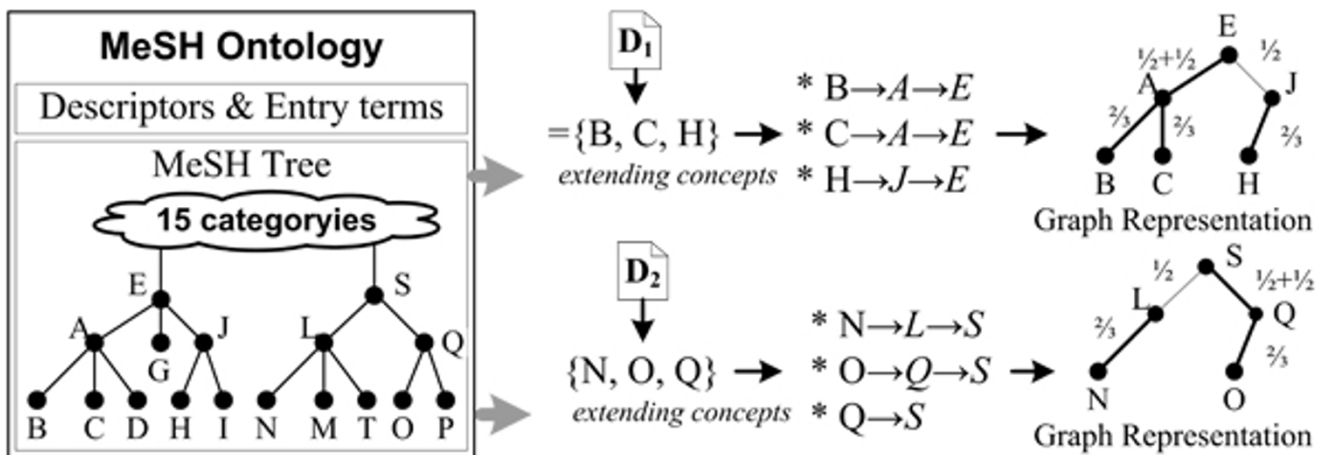 MeSH Ontology
Descriptors & Entry terms
MeSH Tree
15 categoryies
E
S
A
J
L
Q
G
B C D H I N M T O P
D₁
={B, C, H}
extending concepts
* B→A→E
* C→A→E
* H→J→E
E
½+½
½
A
J
⅔
⅔
⅔
B C H
Graph Representation
D₂
{N, O, Q}
extending concepts
* N→L→S
* O→Q→S
* Q→S
S
½
½+½
L
Q
⅔
⅔
N O
Graph Representation